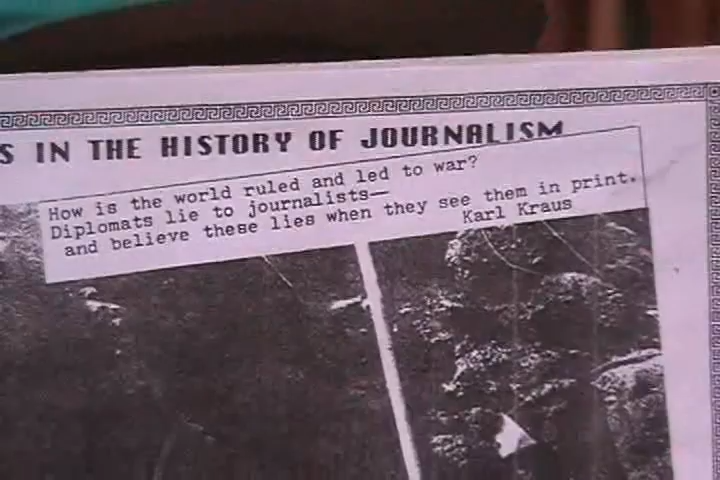 S IN THE HISTORY OF JOURNALISM
How is the world ruled and led to war?
Diplomats lie to journalists—
and believe these lies when they see them in print.
Karl Kraus